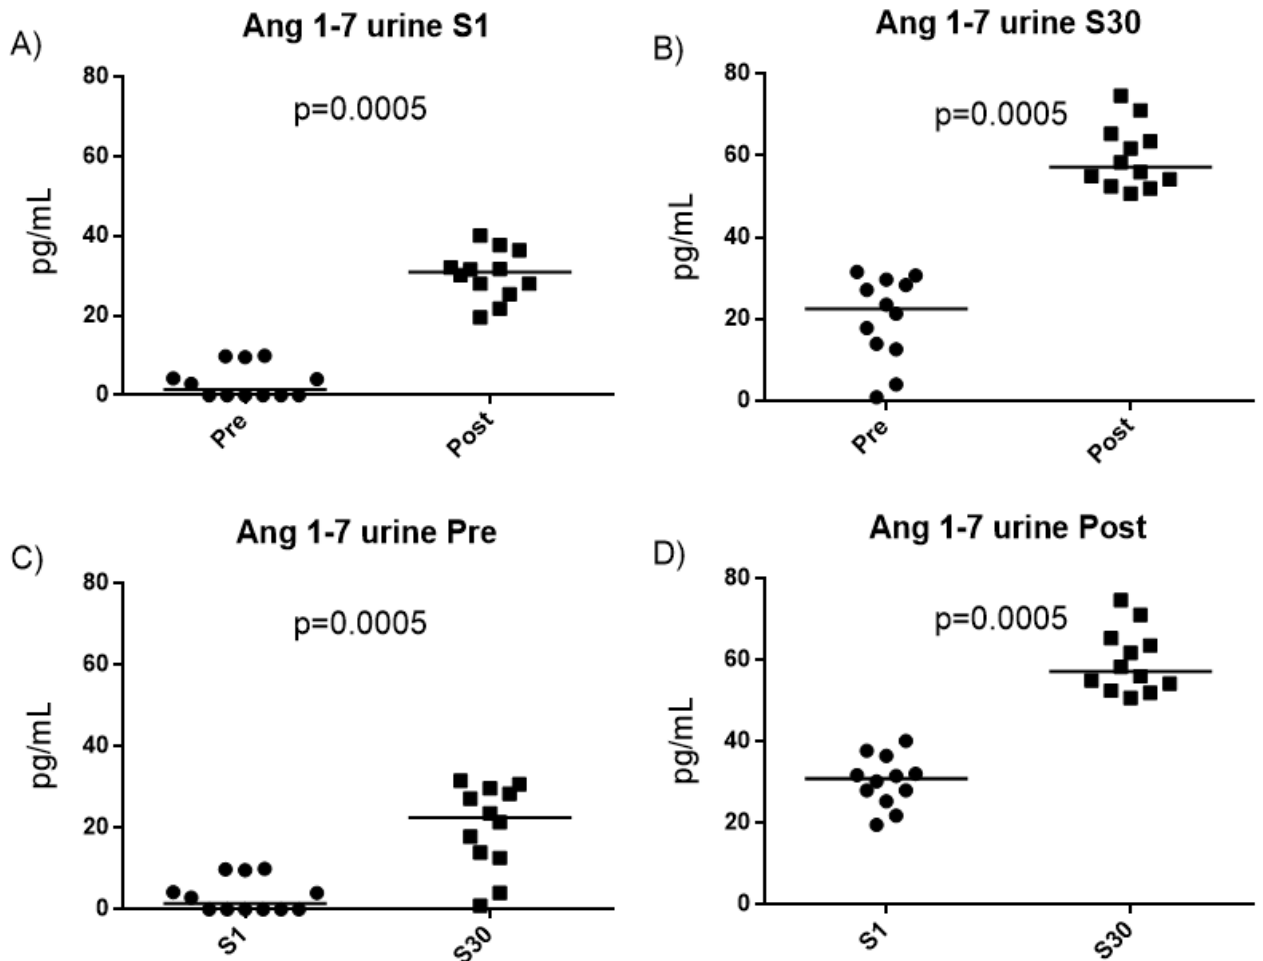 A)
Ang 1-7 urine S1
p=0.0005
pg/mL
80
60
40
20
0
Pre
Post
B)
Ang 1-7 urine S30
p=0.0005
pg/mL
80
60
40
20
0
Pre
Post
C)
Ang 1-7 urine Pre
p=0.0005
pg/mL
80
60
40
20
0
S1
S30
D)
Ang 1-7 urine Post
p=0.0005
pg/mL
80
60
40
20
0
S1
S30